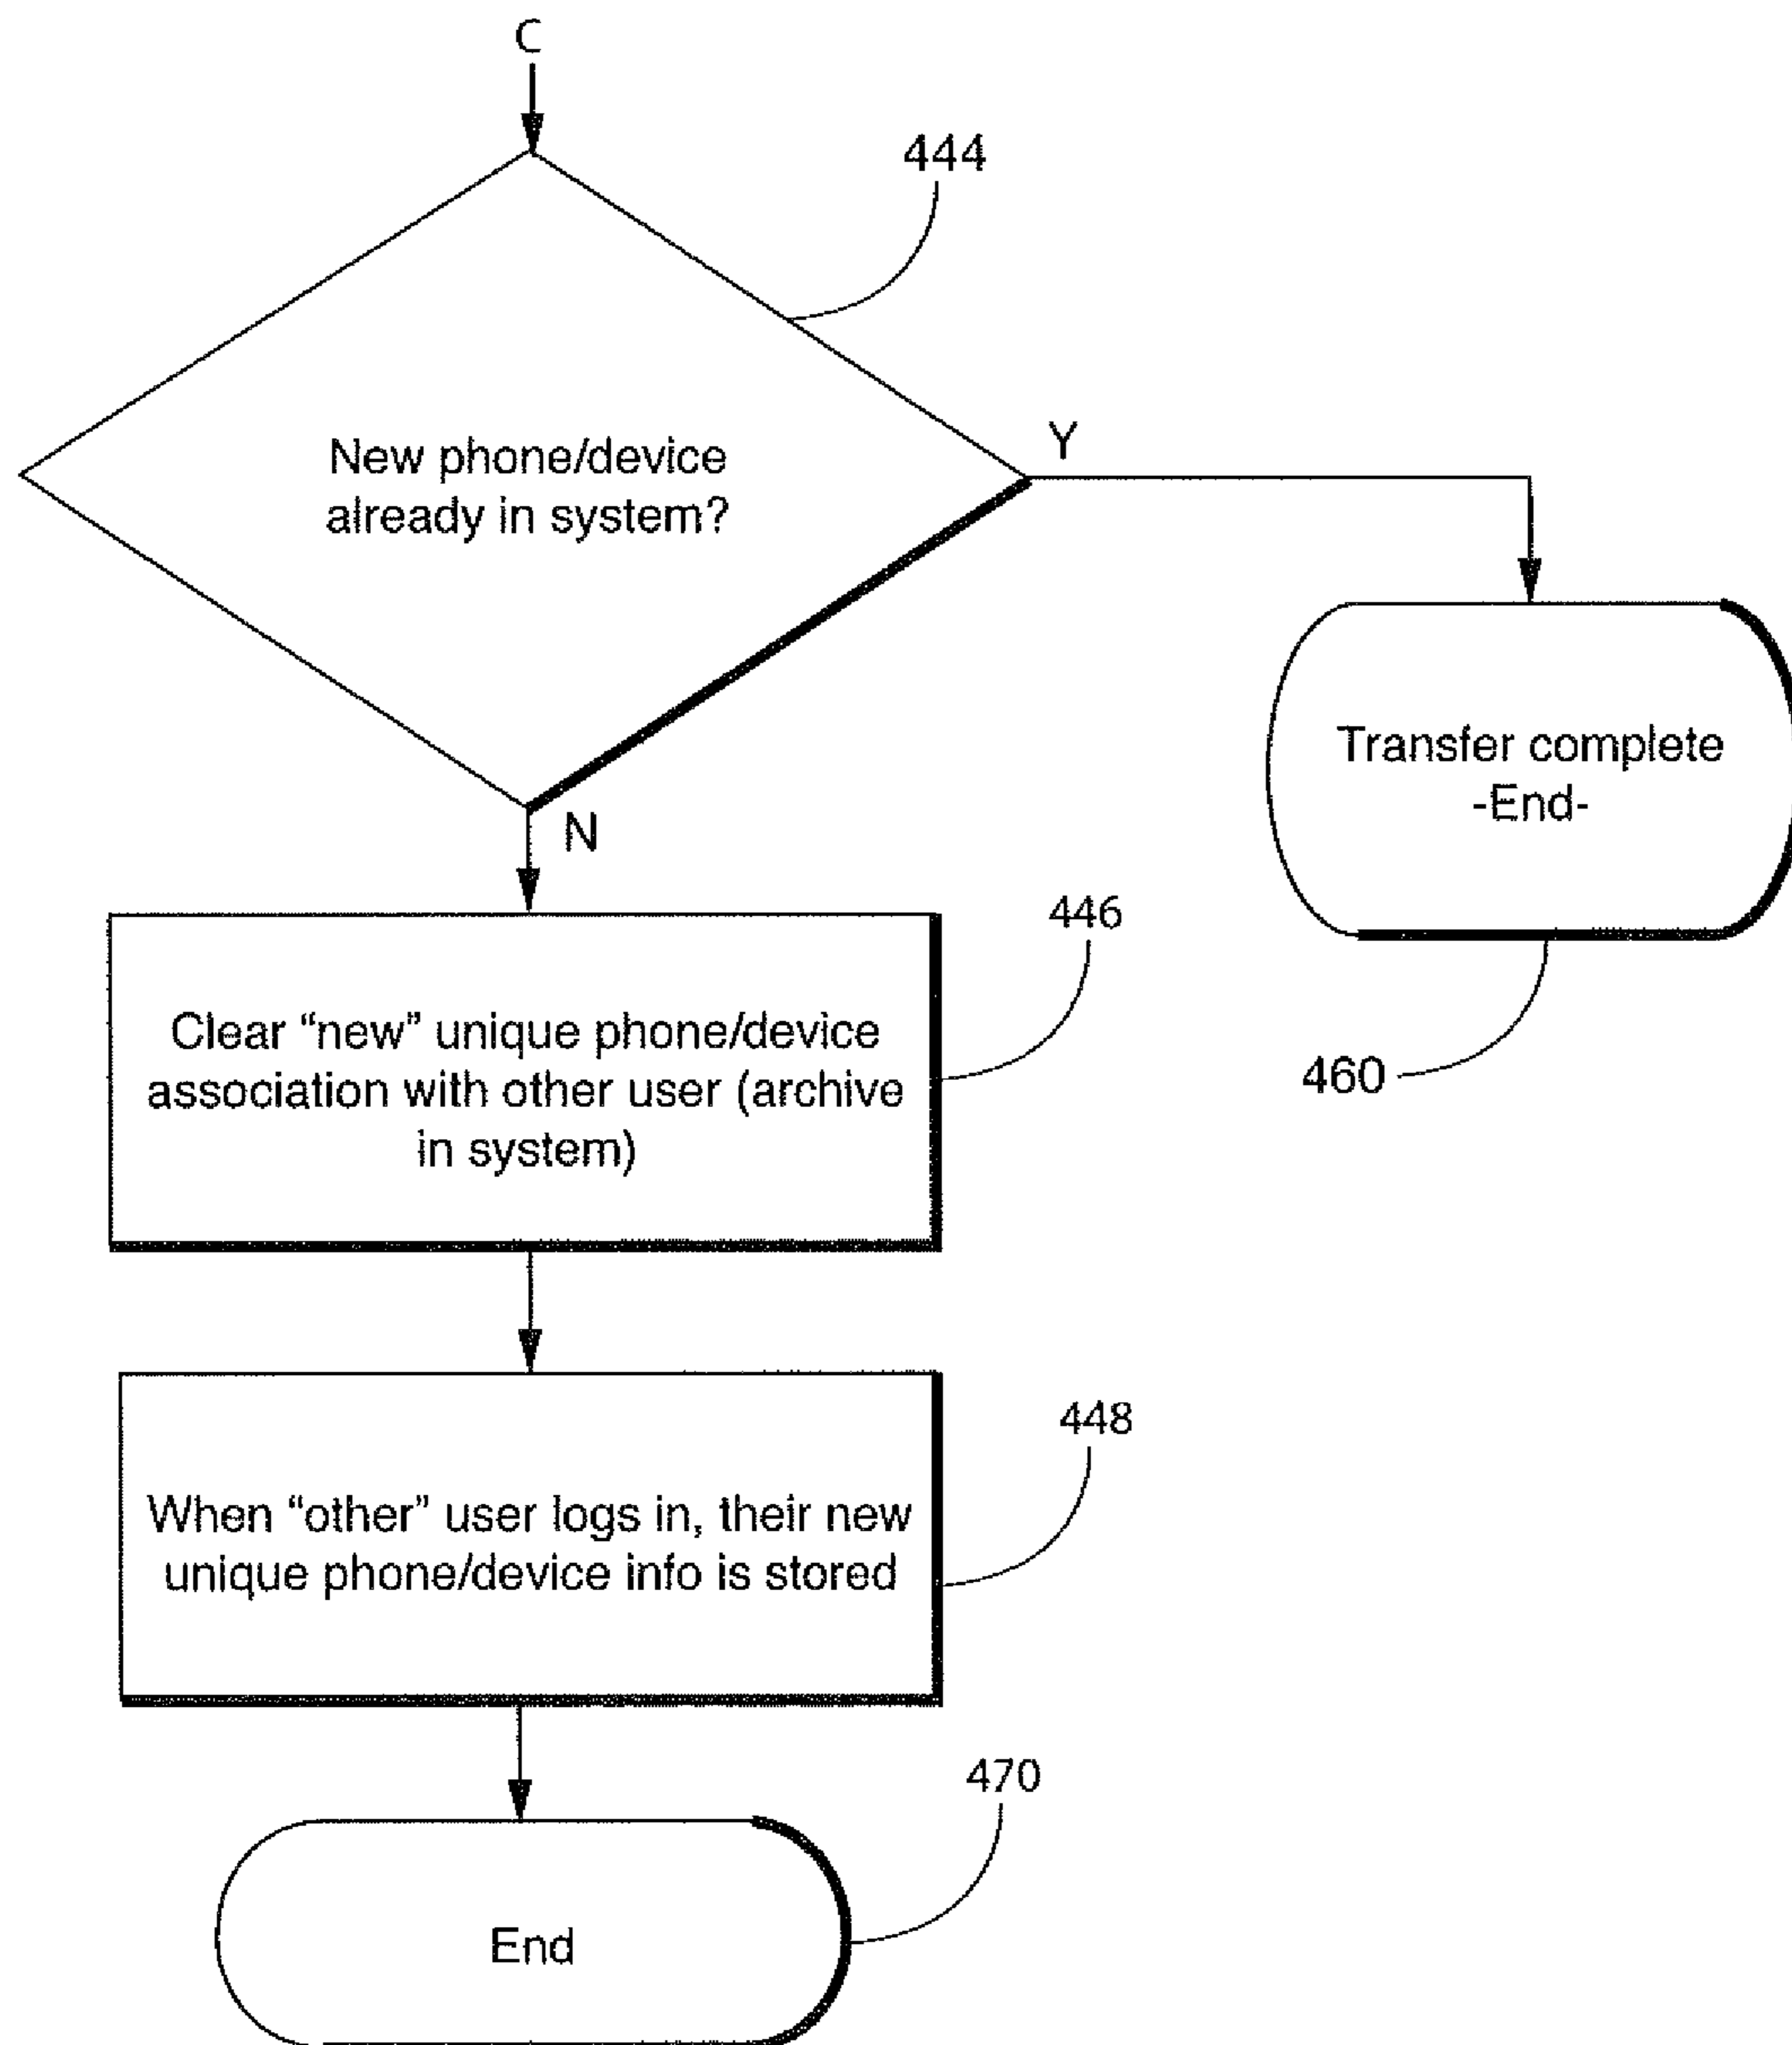 C
444
New phone/device
already in system?
Y
Transfer complete
-End-
460
N
446
Clear “new” unique phone/device
association with other user (archive
in system)
448
When “other” user logs in, their new
unique phone/device info is stored
470
End